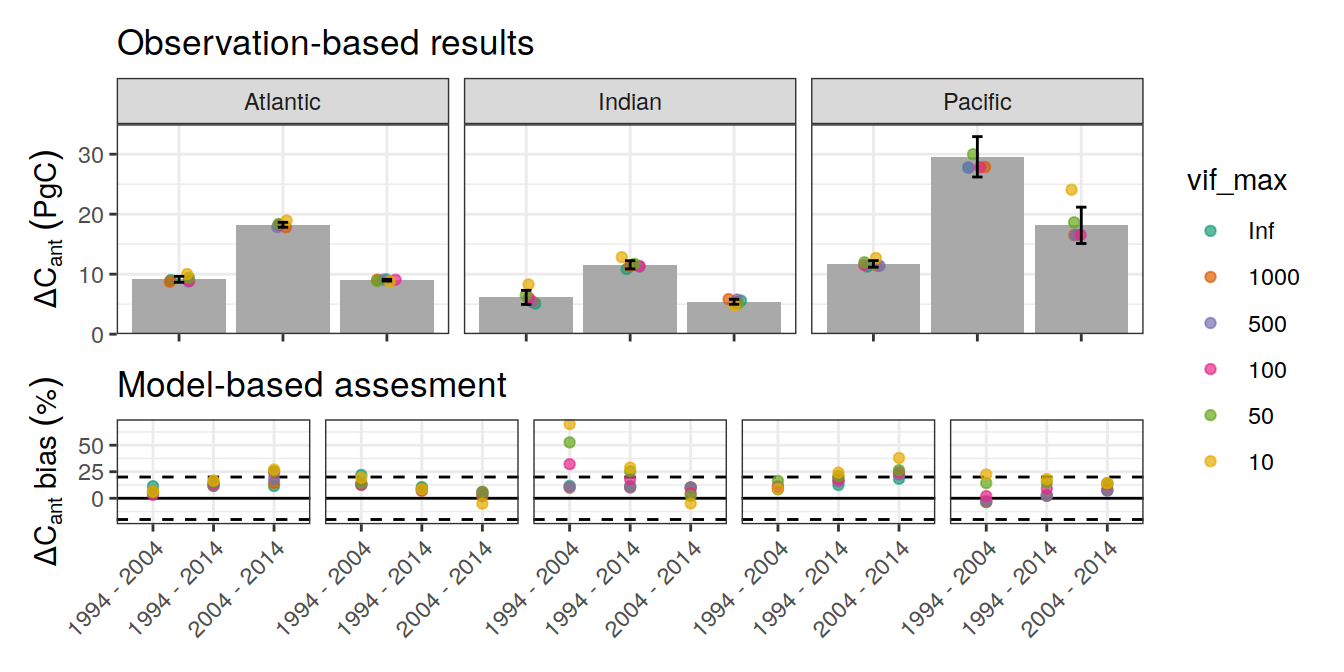 Observation-based results
Atlantic
Indian
Pacific
ΔCant (PgC)
30
20
10
0
Model-based assesment
ΔCant bias (%)
50
25
0
1994 - 2004
1994 - 2014
2004 - 2014
1994 - 2004
1994 - 2014
2004 - 2014
1994 - 2004
1994 - 2014
2004 - 2014
1994 - 2004
1994 - 2014
2004 - 2014
1994 - 2004
1994 - 2014
2004 - 2014
vif_max
Inf
1000
500
100
50
10